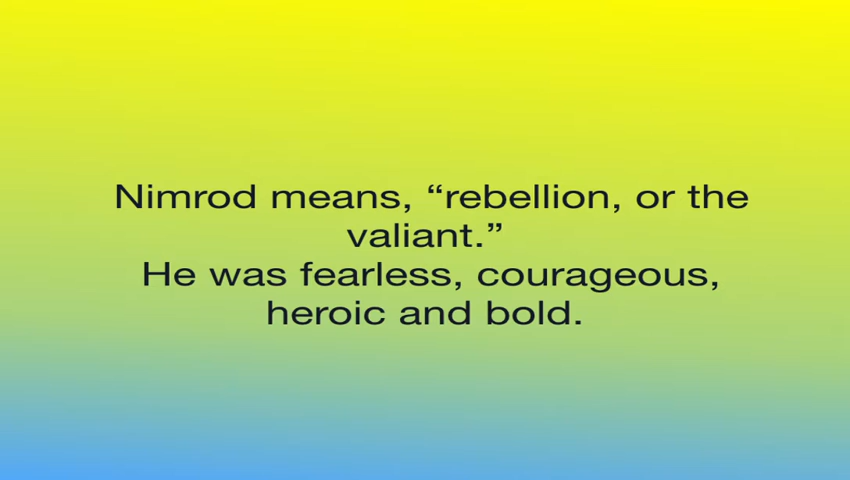 Nimrod means, “rebellion, or the
valiant.”
He was fearless, courageous,
heroic and bold.